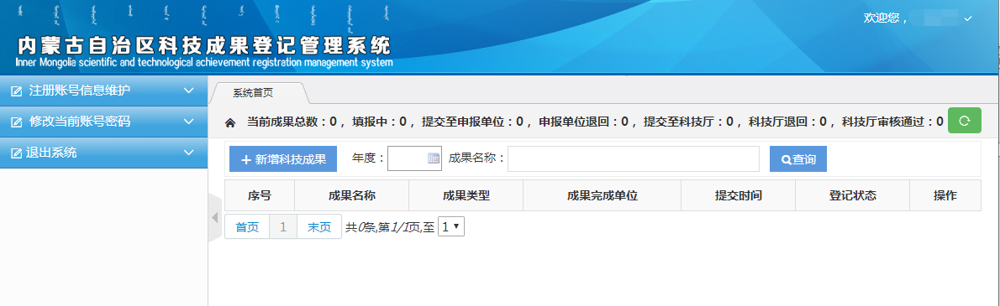 欢迎您，
内蒙古自治区科技成果登记管理系统
Inner Mongolia scientific and technological achievement registration management system
注册账号信息维护
修改当前账号密码
退出系统
系统首页
当前成果总数：0， 填报中：0， 提交至申报单位：0， 申报单位退回：0， 提交至科技厅：0， 科技厅退回：0， 科技厅审核通过：0
新增科技成果 年度： 成果名称： 查询
序号 成果名称 成果类型 成果完成单位 提交时间 登记状态 操作
首页 1 末页 共0条,第1/1页,至 1